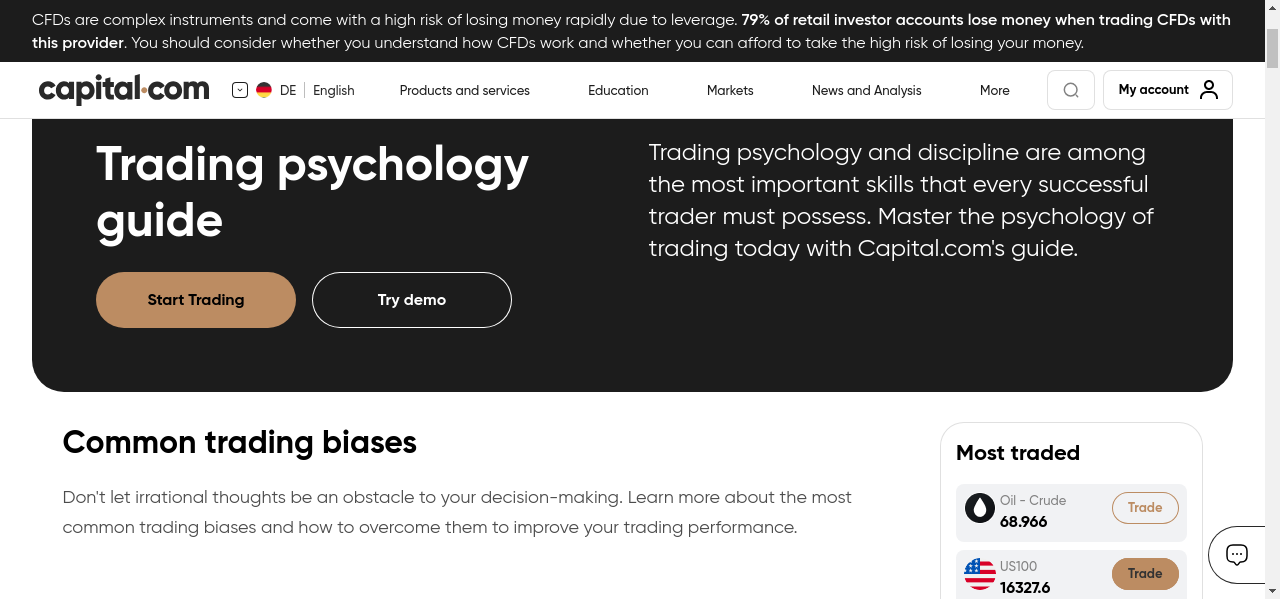 CFDs are complex instruments and come with a high risk of losing money rapidly due to leverage. 79% of retail investor accounts lose money when trading CFDs with
this provider. You should consider whether you understand how CFDs work and whether you can afford to take the high risk of losing your money.
capital.com DE English Products and services Education Markets News and Analysis More My account
Trading psychology
guide
Trading psychology and discipline are among
the most important skills that every successful
trader must possess. Master the psychology of
trading today with Capital.com's guide.
Start Trading Try demo
Common trading biases
Don't let irrational thoughts be an obstacle to your decision-making. Learn more about the most
common trading biases and how to overcome them to improve your trading performance.
Most traded
Oil - Crude
68.966
Trade
US100
16327.6
Trade